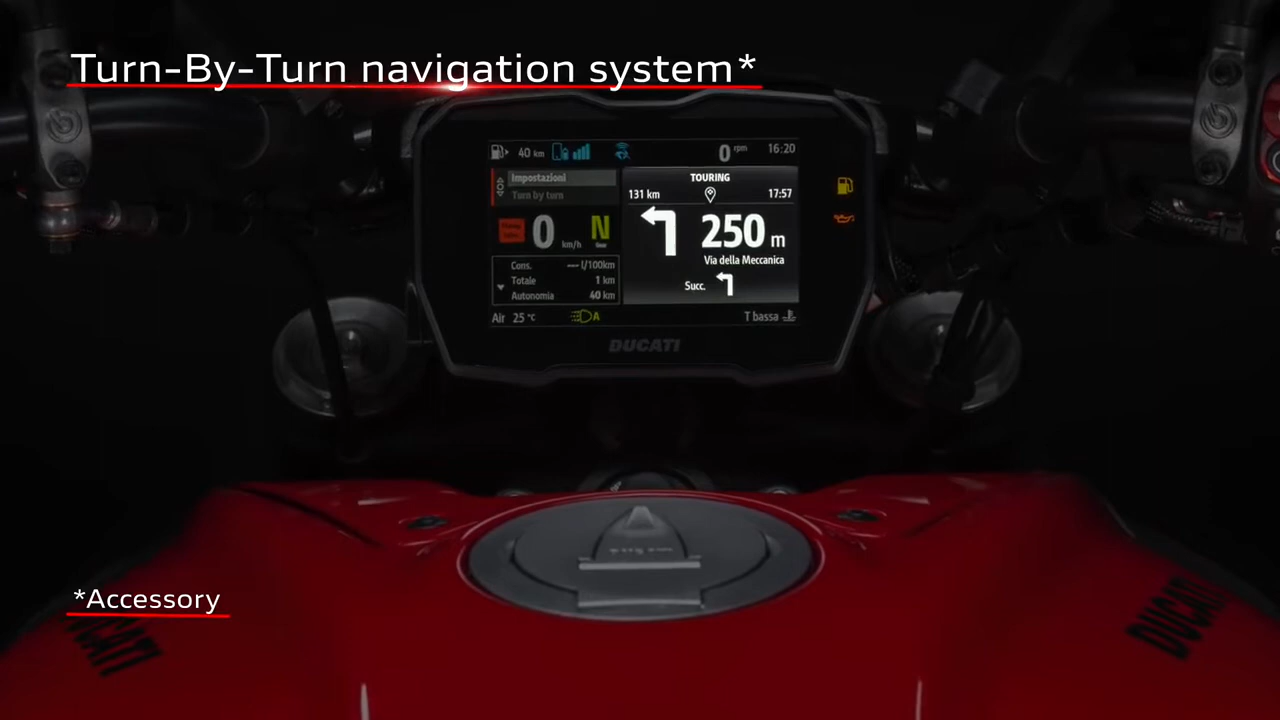 Turn-By-Turn navigation system*
40 km
0 rpm
16:20
Impostazioni
Turn by turn
TOURING
131 km
17:57
0 km/h
N
Gear
250 m
Via della Meccanica
Succ.
Cons. --- l/100km
Totale 1 km
Autonomia 40 km
Air 25 °C
A
T bassa
DUCATI
*Accessory
DUCATI
DUCATI